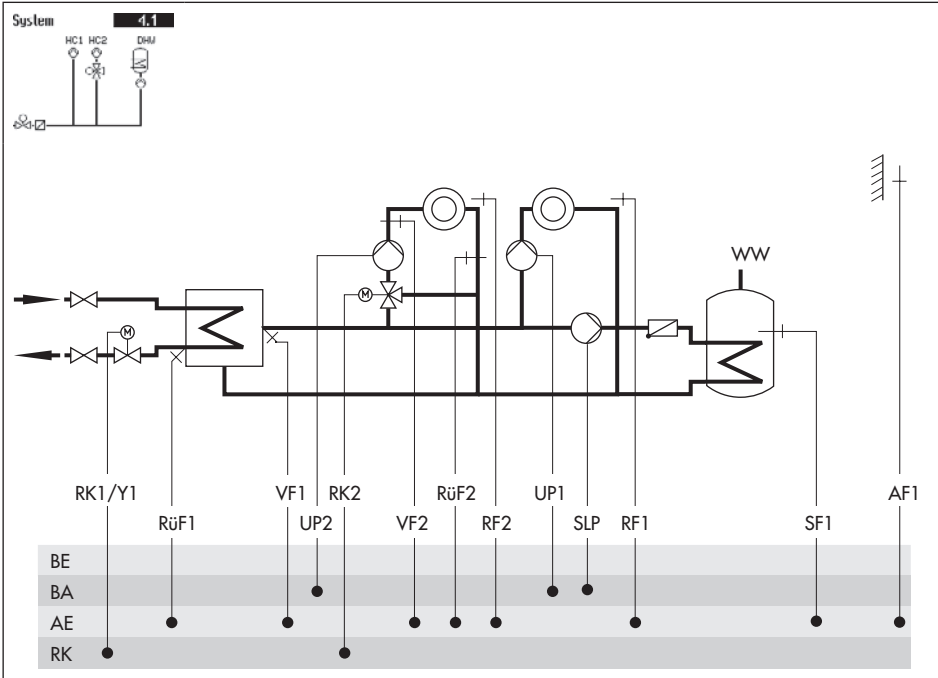 System 4.1
HC1 HC2 DHW
WW
M
M
RK1/Y1 VF1 RK2 RüF2 UP1 AF1
RüF1 UP2 VF2 RF2 SLP RF1 SF1
BE
BA
AE
RK